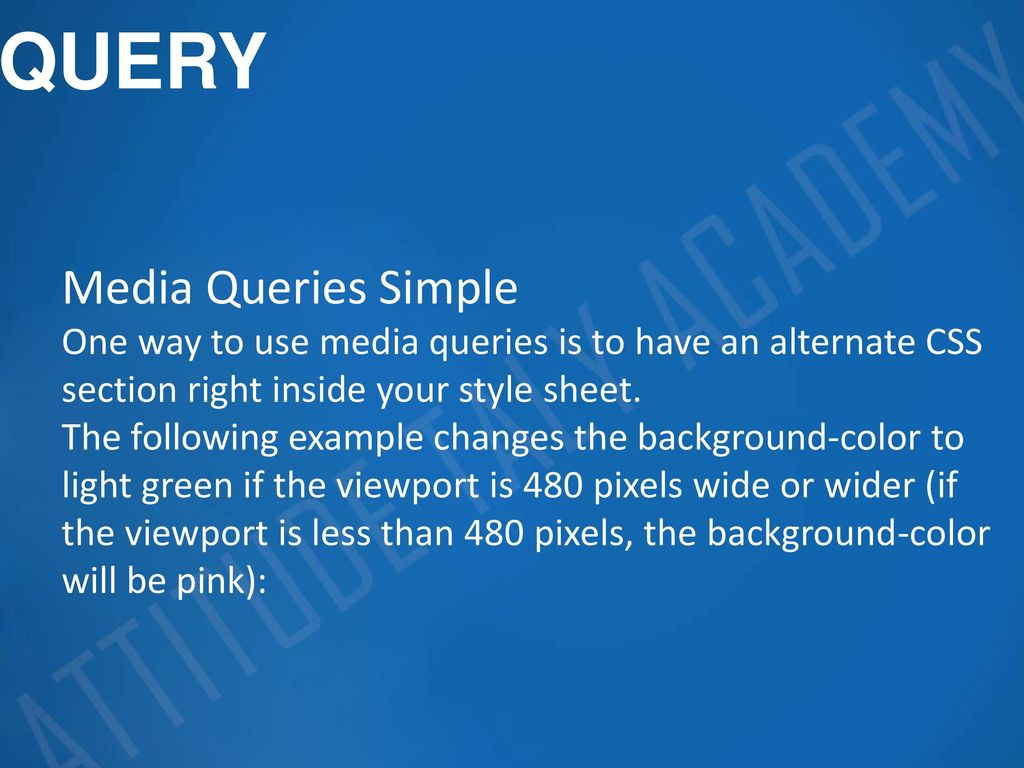 QUERY
Media Queries Simple
One way to use media queries is to have an alternate CSS
section right inside your style sheet.
The following example changes the background-color to
light green if the viewport is 480 pixels wide or wider (if
the viewport is less than 480 pixels, the background-color
will be pink):
ATTITUDE TALLY ACADEMY